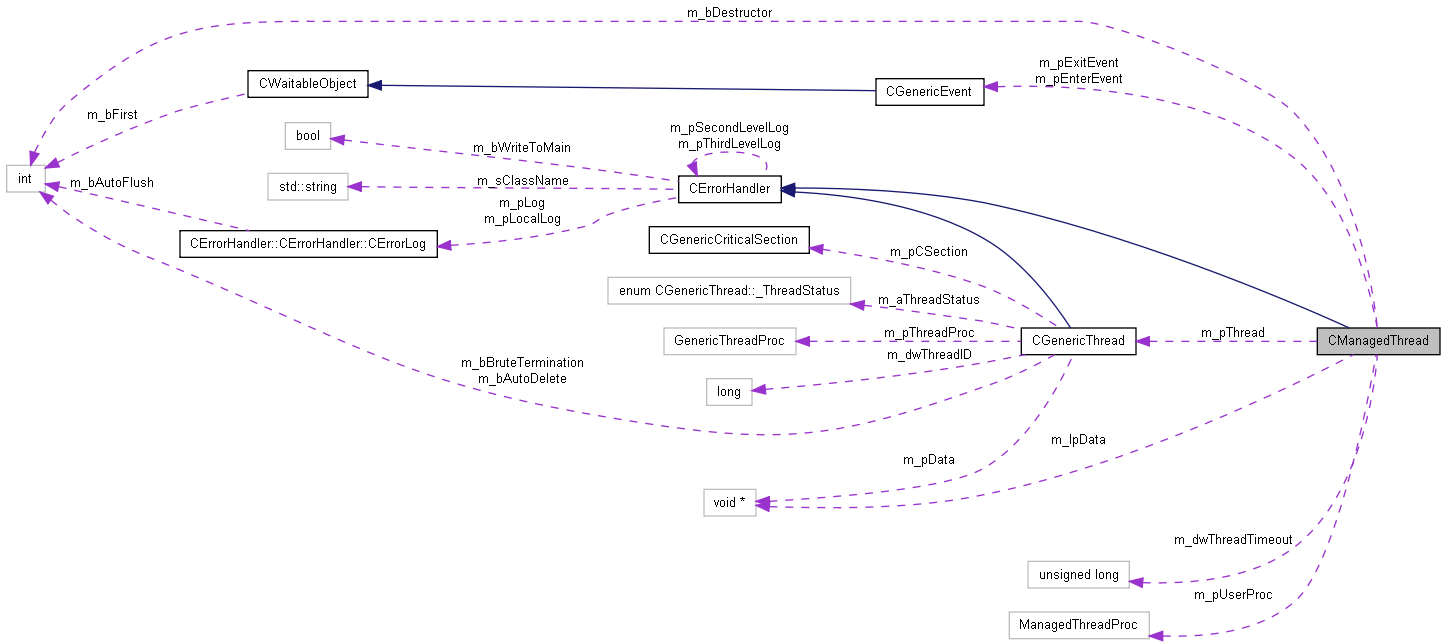 m_bDestructor
m_pExitEvent
m_pEnterEvent
CWaitableObject
CGenericEvent
m_bFirst
bool
m_pSecondLevelLog
m_pThirdLevelLog
m_bWriteToMain
int
m_bAutoFlush
std::string
m_sClassName
CErrorHandler
m_pLog
m_pLocalLog
CErrorHandler::CErrorHandler::CErrorLog
CGenericCriticalSection
m_pCSection
enum CGenericThread::_ThreadStatus
m_aThreadStatus
GenericThreadProc
m_pThreadProc
CGenericThread
m_pThread
CManagedThread
m_dwThreadID
m_bBruteTermination
m_bAutoDelete
long
m_lpData
m_pData
void *
m_dwThreadTimeout
unsigned long
m_pUserProc
ManagedThreadProc